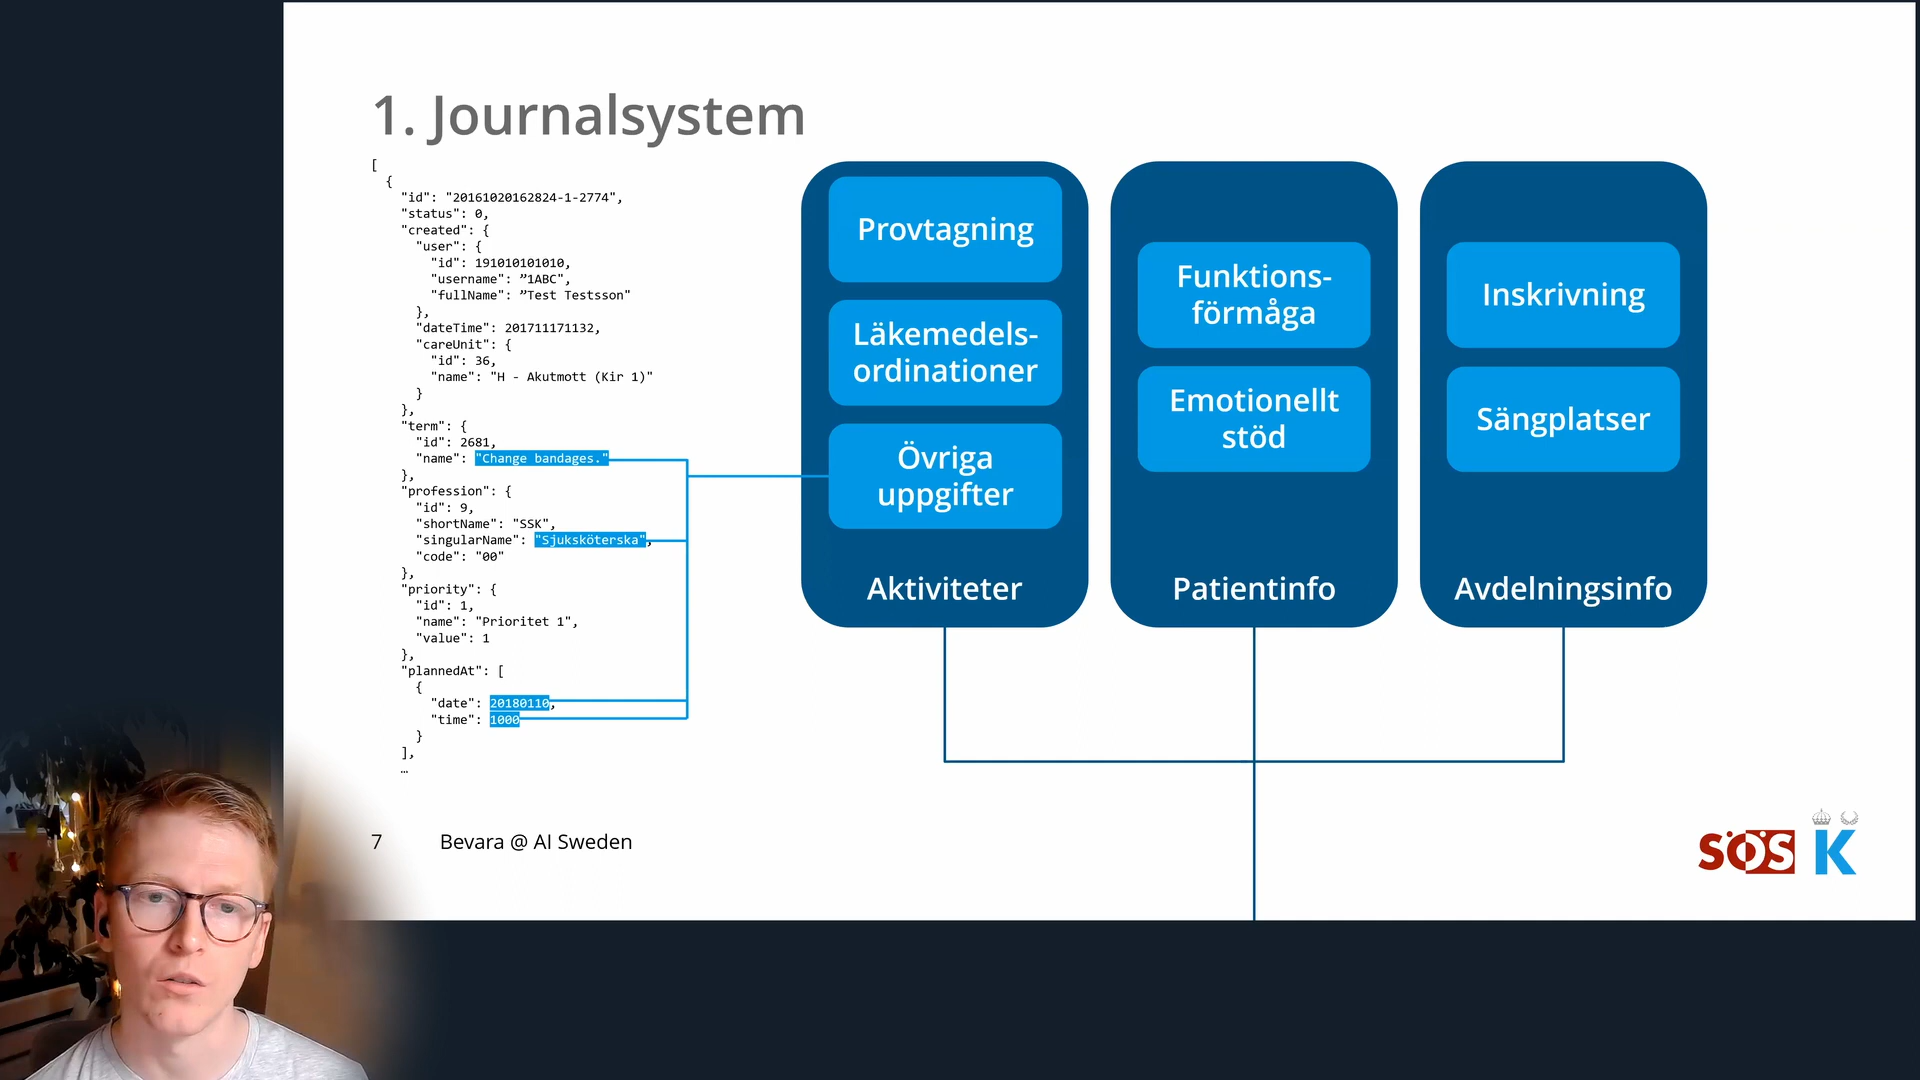 1. Journalsystem
[
{
"id": "20161020162824-1-2774",
"status": 0,
"created": {
"user": {
"id": 191010101010,
"username": ”1ABC",
"fullName": ”Test Testsson"
},
"dateTime": 201711171132,
"careUnit": {
"id": 36,
"name": "H - Akutmott (Kir 1)"
}
},
"term": {
"id": 2681,
"name": "Change bandages."
},
"profession": {
"id": 9,
"shortName": "SSK",
"singularName": "Sjuksköterska",
"code": "00"
},
"priority": {
"id": 1,
"name": "Prioritet 1",
"value": 1
},
"plannedAt": [
{
"date": 20180110,
"time": 1000
}
],
…
Provtagning
Läkemedels-
ordinationer
Övriga
uppgifter
Aktiviteter
Funktions-
förmåga
Emotionellt
stöd
Patientinfo
Inskrivning
Sängplatser
Avdelningsinfo
7 Bevara @ AI Sweden
SÖS K